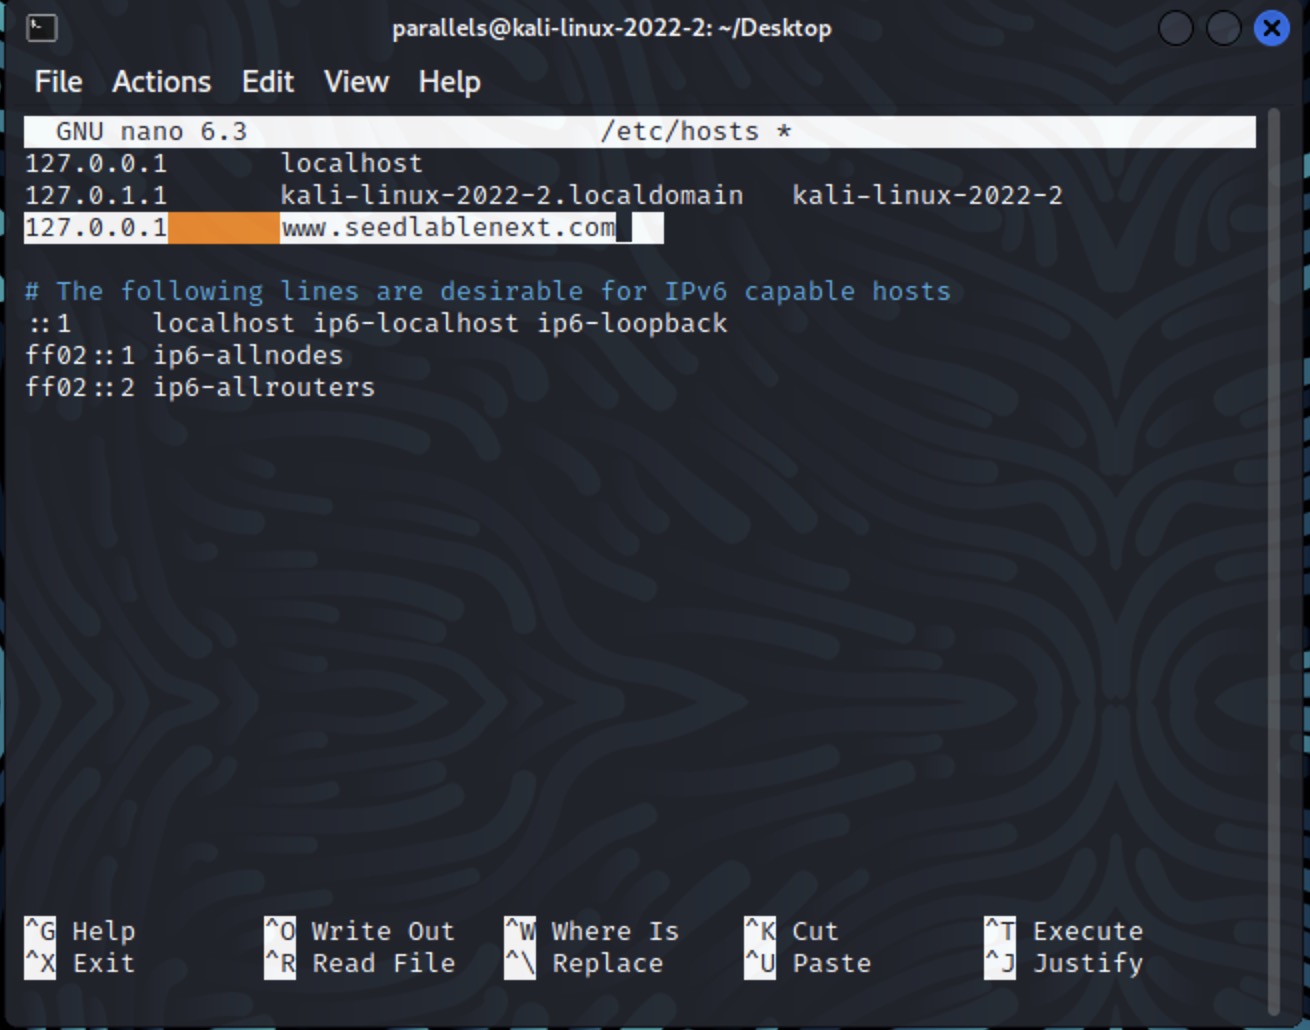 parallels@kali-linux-2022-2: ~/Desktop
File Actions Edit View Help
GNU nano 6.3 /etc/hosts *
127.0.0.1 localhost
127.0.1.1 kali-linux-2022-2.localdomain kali-linux-2022-2
127.0.0.1 www.seedlablenext.com
# The following lines are desirable for IPv6 capable hosts
::1 localhost ip6-localhost ip6-loopback
ff02::1 ip6-allnodes
ff02::2 ip6-allrouters
^G Help ^O Write Out ^W Where Is ^K Cut ^T Execute
^X Exit ^R Read File ^\ Replace ^U Paste ^J Justify